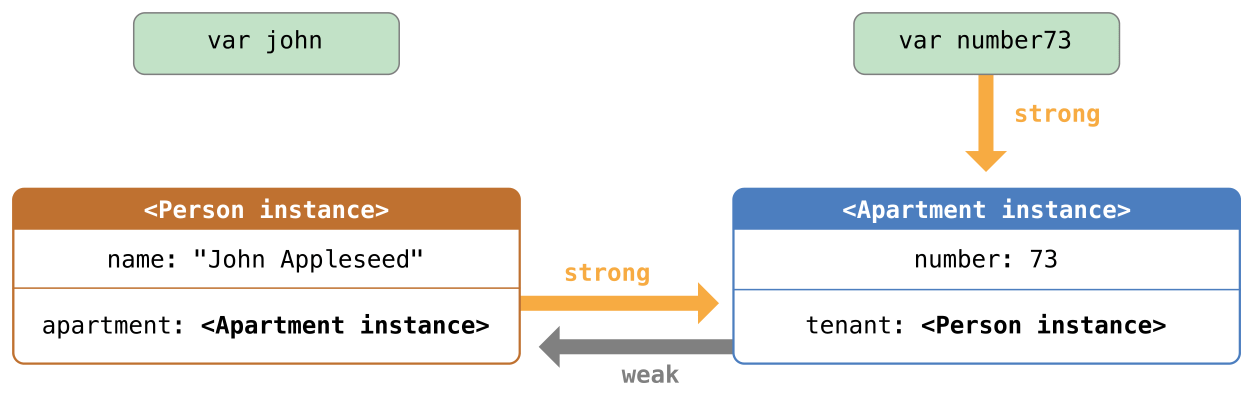 var john
var number73
strong
<Person instance>
<Apartment instance>
name: "John Appleseed"
number: 73
strong
apartment: <Apartment instance>
tenant: <Person instance>
weak